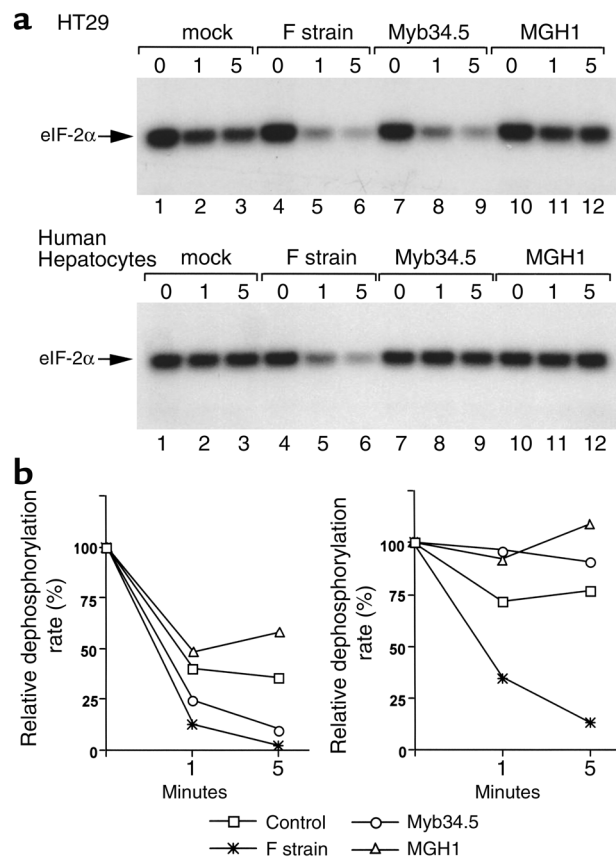 a HT29
mock F strain Myb34.5 MGH1
0 1 5 0 1 5 0 1 5 0 1 5
eIF-2α
1 2 3 4 5 6 7 8 9 10 11 12
Human
Hepatocytes
mock F strain Myb34.5 MGH1
0 1 5 0 1 5 0 1 5 0 1 5
eIF-2α
1 2 3 4 5 6 7 8 9 10 11 12
b
Relative dephosphorylation
rate (%)
100
75
50
25
0
1 5
Minutes
Relative dephosphorylation
rate (%)
100
75
50
25
0
1 5
Minutes
Control Myb34.5
F strain MGH1